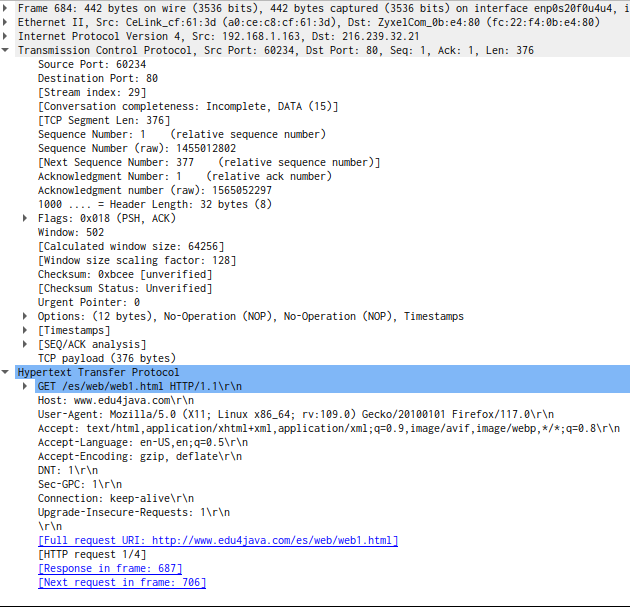 Frame 684: 442 bytes on wire (3536 bits), 442 bytes captured (3536 bits) on interface enp0s20f0u4u4, i
Ethernet II, Src: CeLink_cf:61:3d (a0:ce:c8:cf:61:3d), Dst: ZyxelCom_0b:e4:80 (fc:22:f4:0b:e4:80)
Internet Protocol Version 4, Src: 192.168.1.163, Dst: 216.239.32.21
Transmission Control Protocol, Src Port: 60234, Dst Port: 80, Seq: 1, Ack: 1, Len: 376
Source Port: 60234
Destination Port: 80
[Stream index: 29]
[Conversation completeness: Incomplete, DATA (15)]
[TCP Segment Len: 376]
Sequence Number: 1    (relative sequence number)
Sequence Number (raw): 1455012802
[Next Sequence Number: 377    (relative sequence number)]
Acknowledgment Number: 1    (relative ack number)
Acknowledgment number (raw): 1565052297
1000 .... = Header Length: 32 bytes (8)
Flags: 0x018 (PSH, ACK)
Window: 502
[Calculated window size: 64256]
[Window size scaling factor: 128]
Checksum: 0xbcee [unverified]
[Checksum Status: Unverified]
Urgent Pointer: 0
Options: (12 bytes), No-Operation (NOP), No-Operation (NOP), Timestamps
[Timestamps]
[SEQ/ACK analysis]
TCP payload (376 bytes)
Hypertext Transfer Protocol
GET /es/web/web1.html HTTP/1.1\r\n
Host: www.edu4java.com\r\n
User-Agent: Mozilla/5.0 (X11; Linux x86_64; rv:109.0) Gecko/20100101 Firefox/117.0\r\n
Accept: text/html,application/xhtml+xml,application/xml;q=0.9,image/avif,image/webp,*/*;q=0.8\r\n
Accept-Language: en-US,en;q=0.5\r\n
Accept-Encoding: gzip, deflate\r\n
DNT: 1\r\n
Sec-GPC: 1\r\n
Connection: keep-alive\r\n
Upgrade-Insecure-Requests: 1\r\n
\r\n
[Full request URI: http://www.edu4java.com/es/web/web1.html]
[HTTP request 1/4]
[Response in frame: 687]
[Next request in frame: 706]